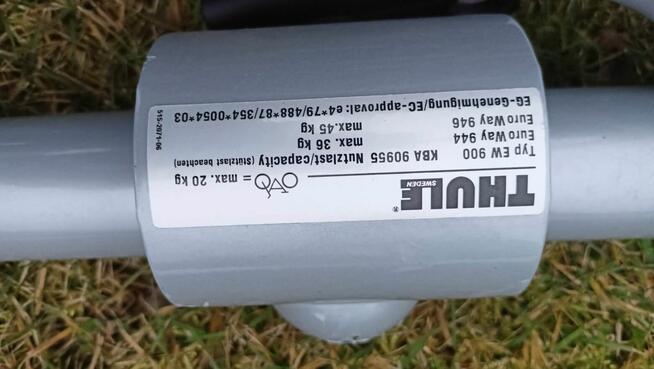 THULE®
SWEDEN
= max. 20 kg
Typ EW 900 KBA 90955 Nutzlast/capacity (Stützlast beachten)
EuroWay 944 max. 36 kg
EuroWay 946 max.45 kg
EG-Genehmigung/EC-approval: e4*79/488*87/354*0054*03
515-2971-06